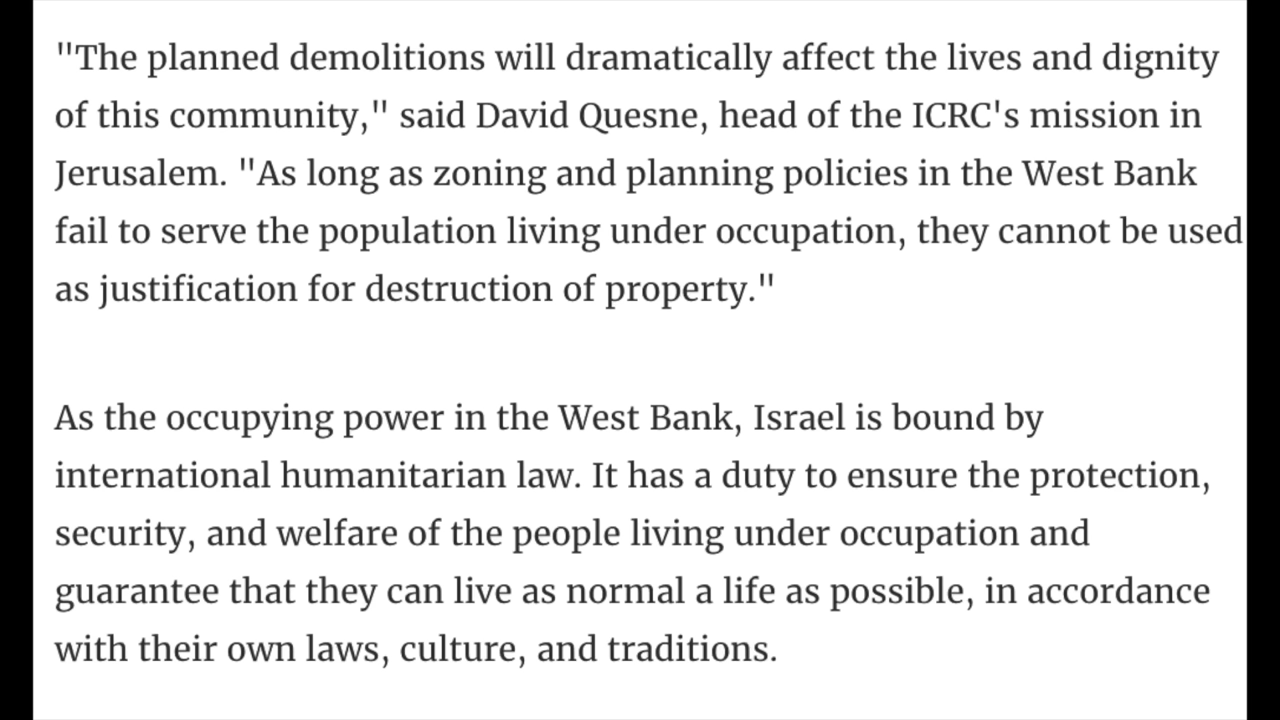 "The planned demolitions will dramatically affect the lives and dignity
of this community," said David Quesne, head of the ICRC's mission in
Jerusalem. "As long as zoning and planning policies in the West Bank
fail to serve the population living under occupation, they cannot be used
as justification for destruction of property."
As the occupying power in the West Bank, Israel is bound by
international humanitarian law. It has a duty to ensure the protection,
security, and welfare of the people living under occupation and
guarantee that they can live as normal a life as possible, in accordance
with their own laws, culture, and traditions.